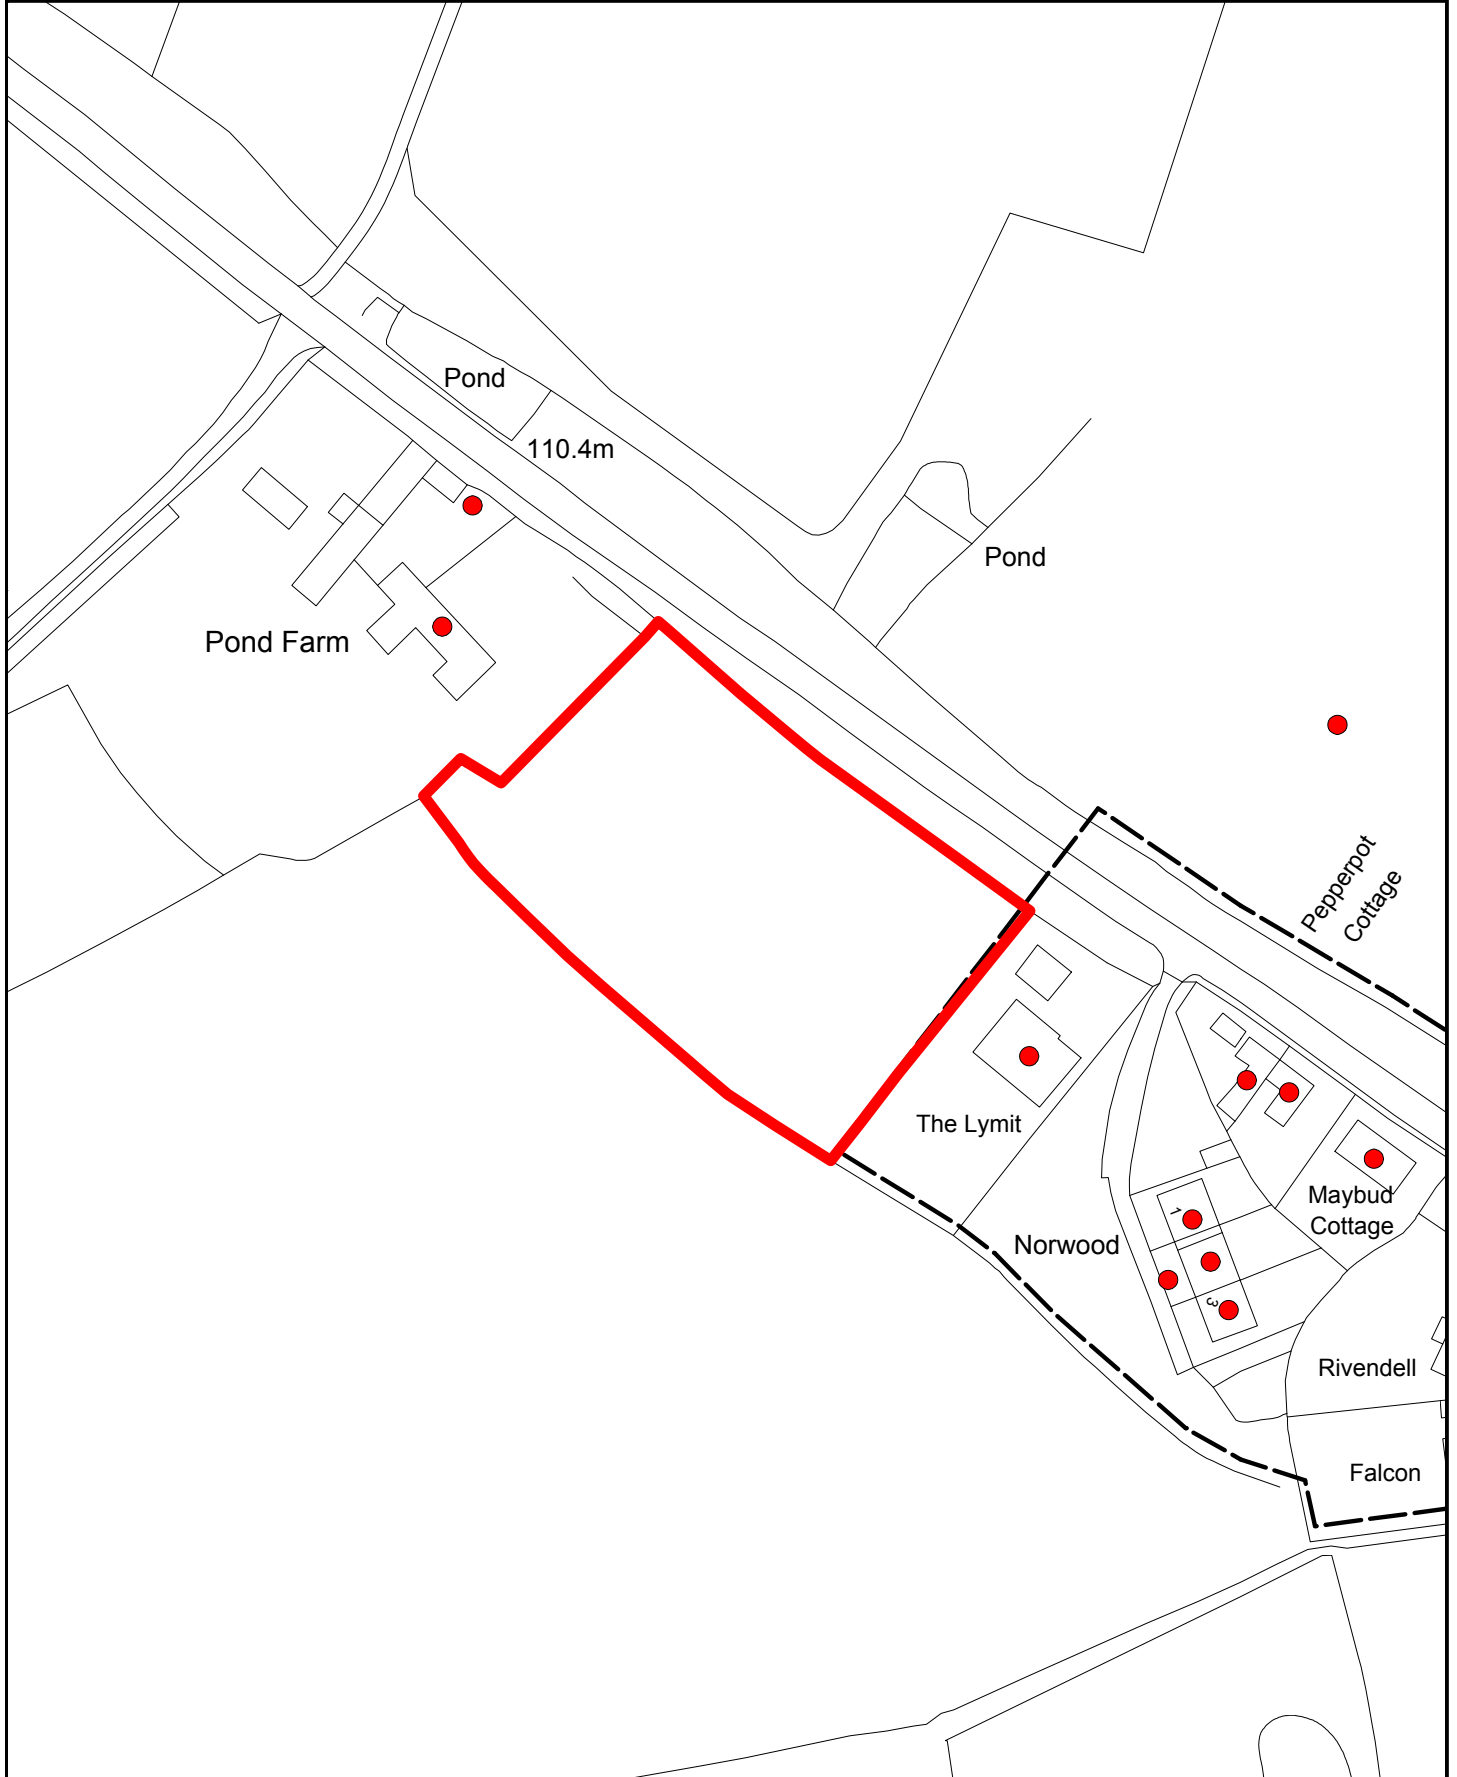 Pond
110.4m
Pond
Pond Farm
Pepperpot
Cottage
The Lymit
Maybud
Cottage
1
Norwood
3
Rivendell
Falcon